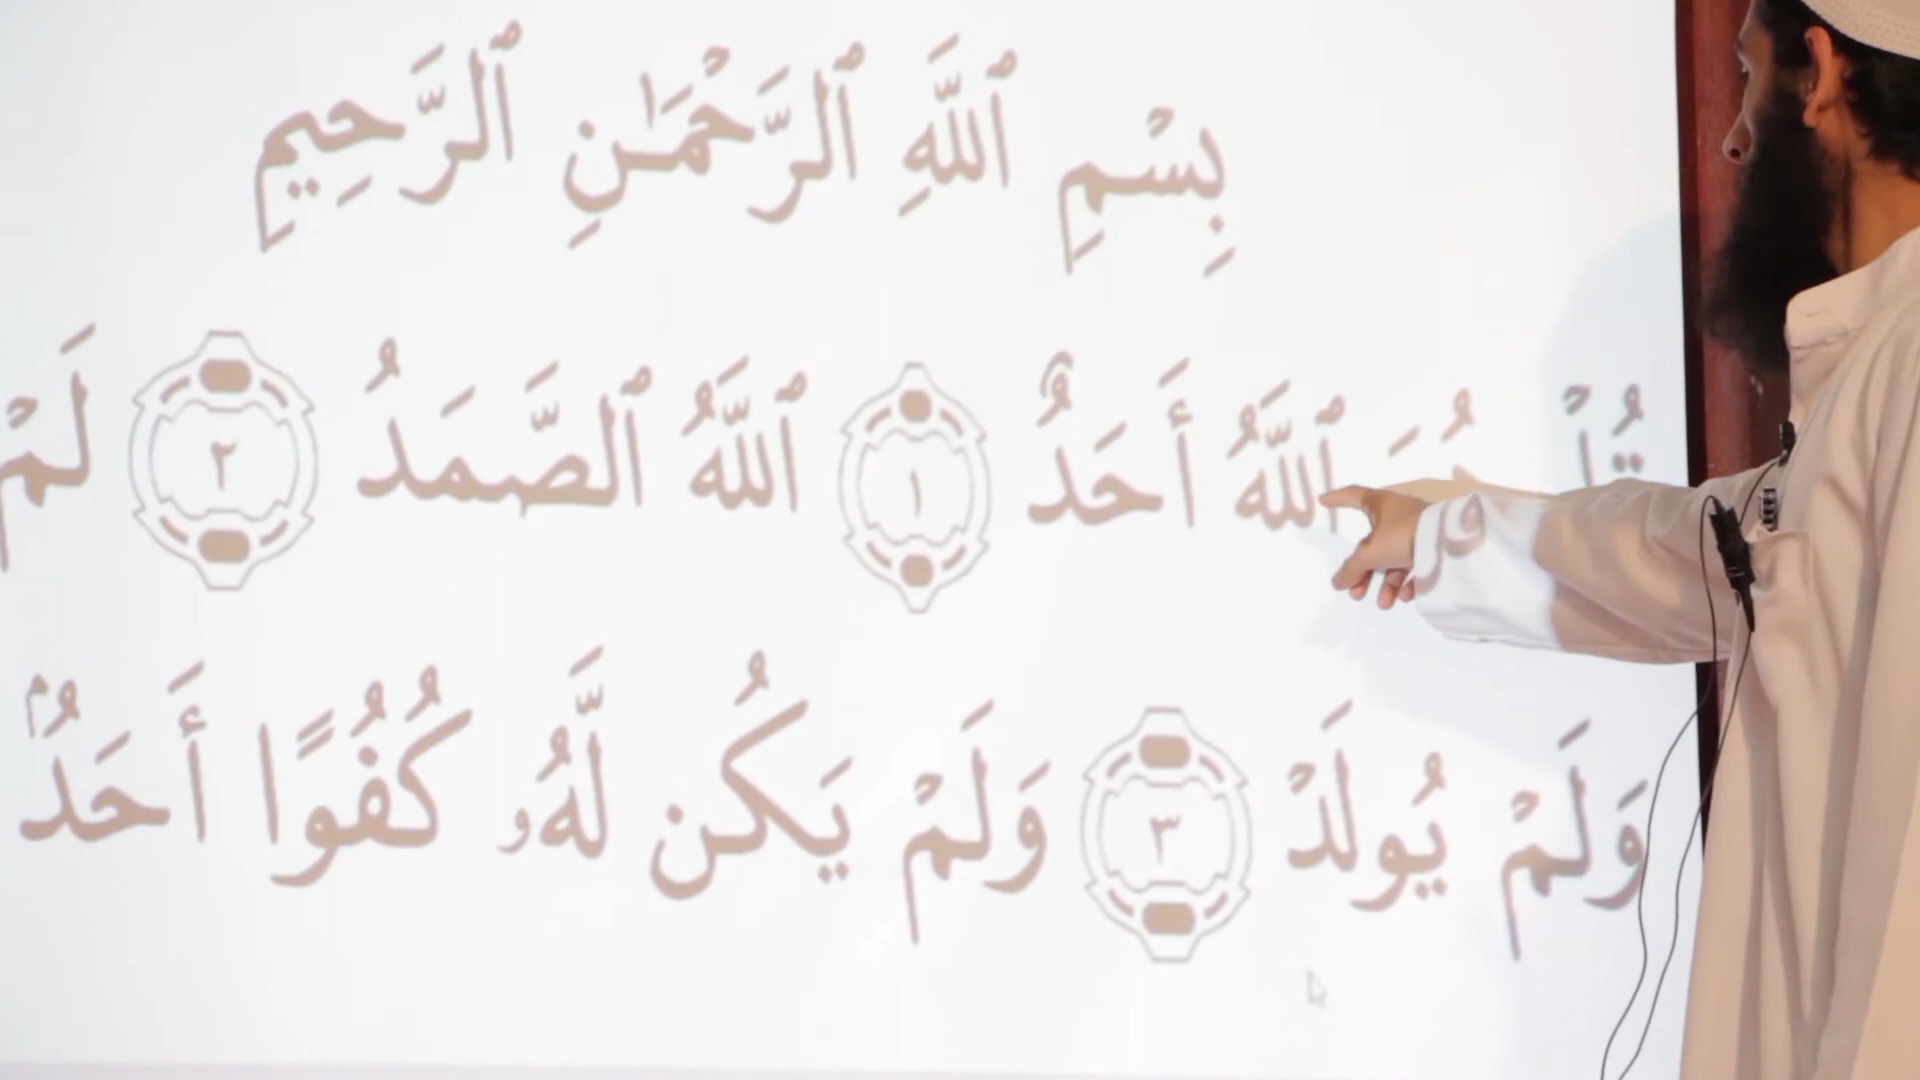 بِسْمِ ٱللَّهِ ٱلرَّحْمَـٰنِ ٱلرَّحِيمِ
قُلْ هُوَ ٱللَّهُ أَحَدٌ ١ ٱللَّهُ ٱلصَّمَدُ ٢ لَمْ
وَلَمْ يُولَدْ ٣ وَلَمْ يَكُن لَّهُۥ كُفُوًا أَحَدٌۢ